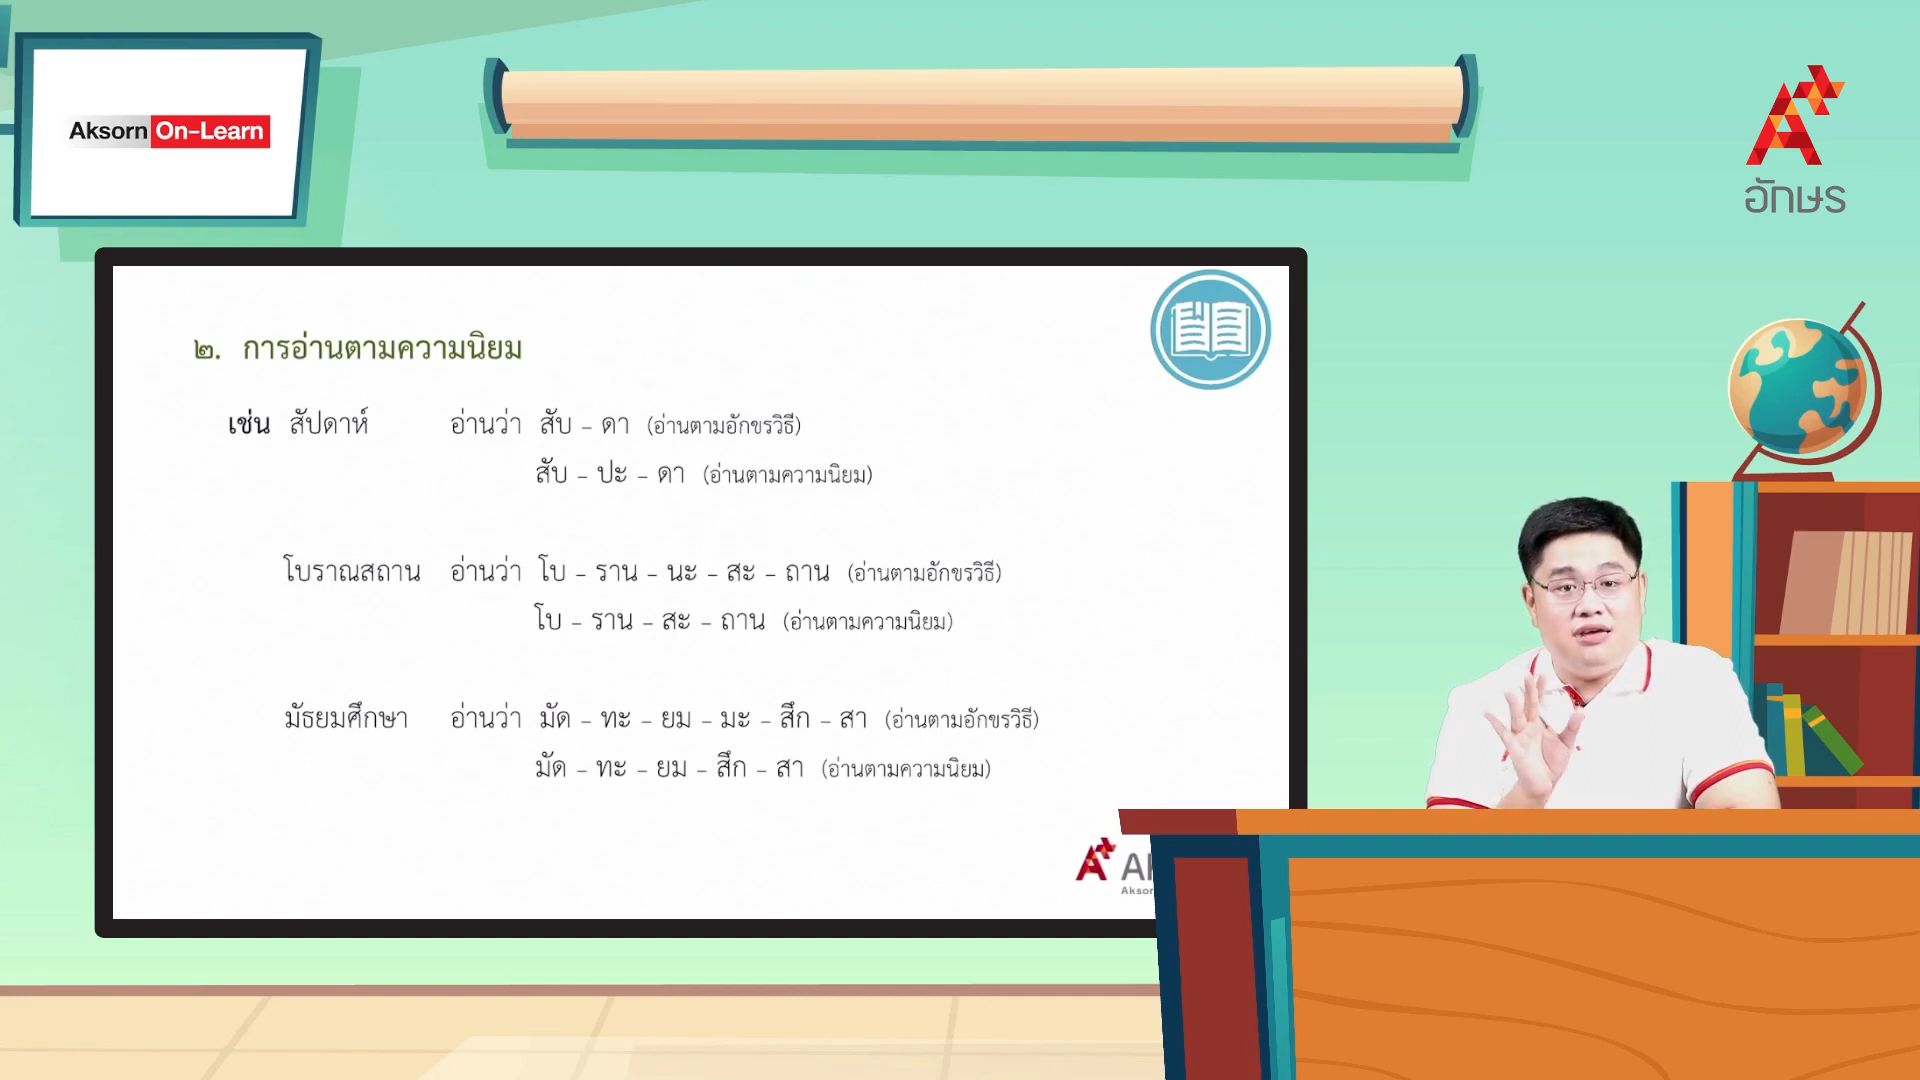 Aksorn On-Learn
อักษร
๒. การอ่านตามความนิยม
เช่น สัปดาห์ อ่านว่า สับ – ดา (อ่านตามอักขรวิธี)
สับ – ปะ – ดา (อ่านตามความนิยม)
โบราณสถาน อ่านว่า โบ – ราน – นะ – สะ – ถาน (อ่านตามอักขรวิธี)
โบ – ราน – สะ – ถาน (อ่านตามความนิยม)
มัธยมศึกษา อ่านว่า มัด – ทะ – ยม – มะ – สึก – สา (อ่านตามอักขรวิธี)
มัด – ทะ – ยม – สึก – สา (อ่านตามความนิยม)